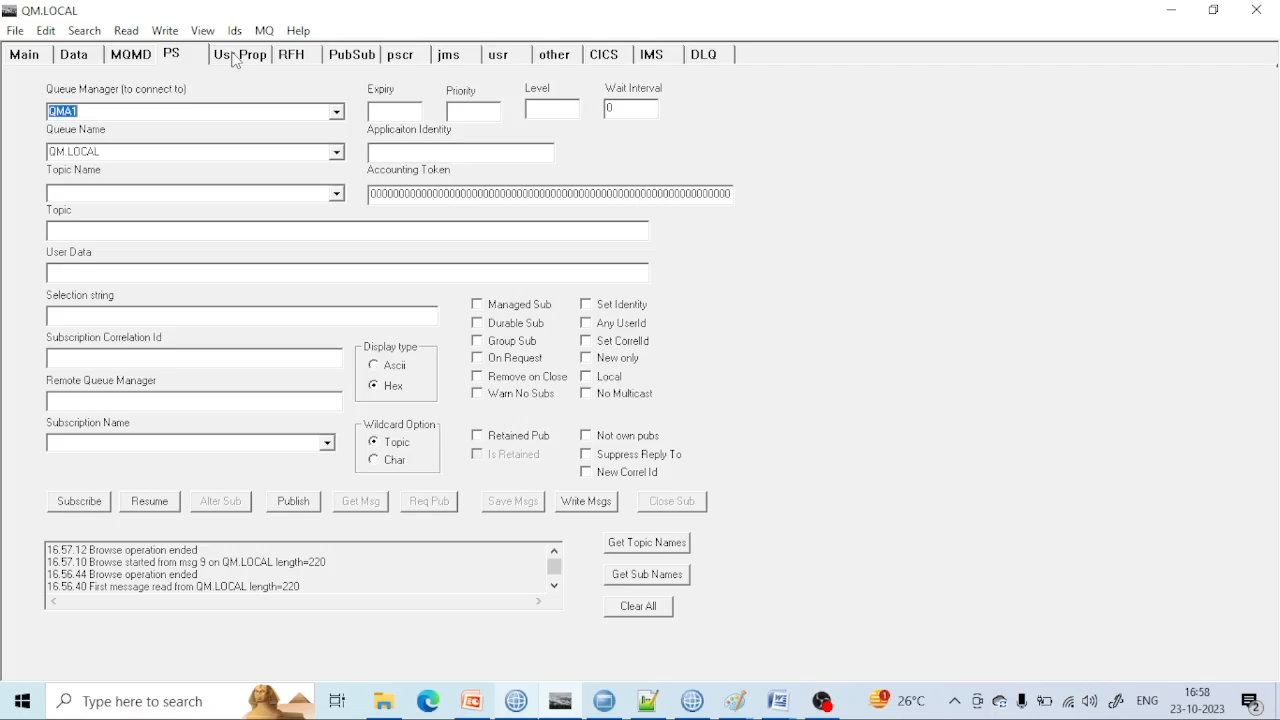 QM.LOCAL
File Edit Search Read Write View Ids MQ Help
Main Data MQMD PS Us Prop RFH PubSub pscr jms usr other CICS IMS DLQ
Queue Manager (to connect to) Expiry Priority Level Wait Interval
QMA1 0
Queue Name Applicaiton Identity
QM.LOCAL
Topic Name Accounting Token
0000000000000000000000000000000000000000000000000000000000000000
Topic
User Data
Selection string
Managed Sub Set Identity
Durable Sub Any UserId
Subscription Correlation Id Group Sub Set CorrelId
Display type
Ascii On Request New only
Remote Queue Manager Hex Remove on Close Local
Warn No Subs No Multicast
Subscription Name Wildcard Option
Topic Retained Pub Not own pubs
Char Is Retained Suppress Reply To
New Correl Id
Subscribe Resume Alter Sub Publish Get Msg Req Pub Save Msgs Write Msgs Close Sub
16.57.12 Browse operation ended Get Topic Names
16.57.10 Browse started from msg 9 on QM.LOCAL length=220
16.56.44 Browse operation ended Get Sub Names
16.56.40 First message read from QM.LOCAL length=220
Clear All
Type here to search 1 26°C ENG 16:58
23-10-2023 2